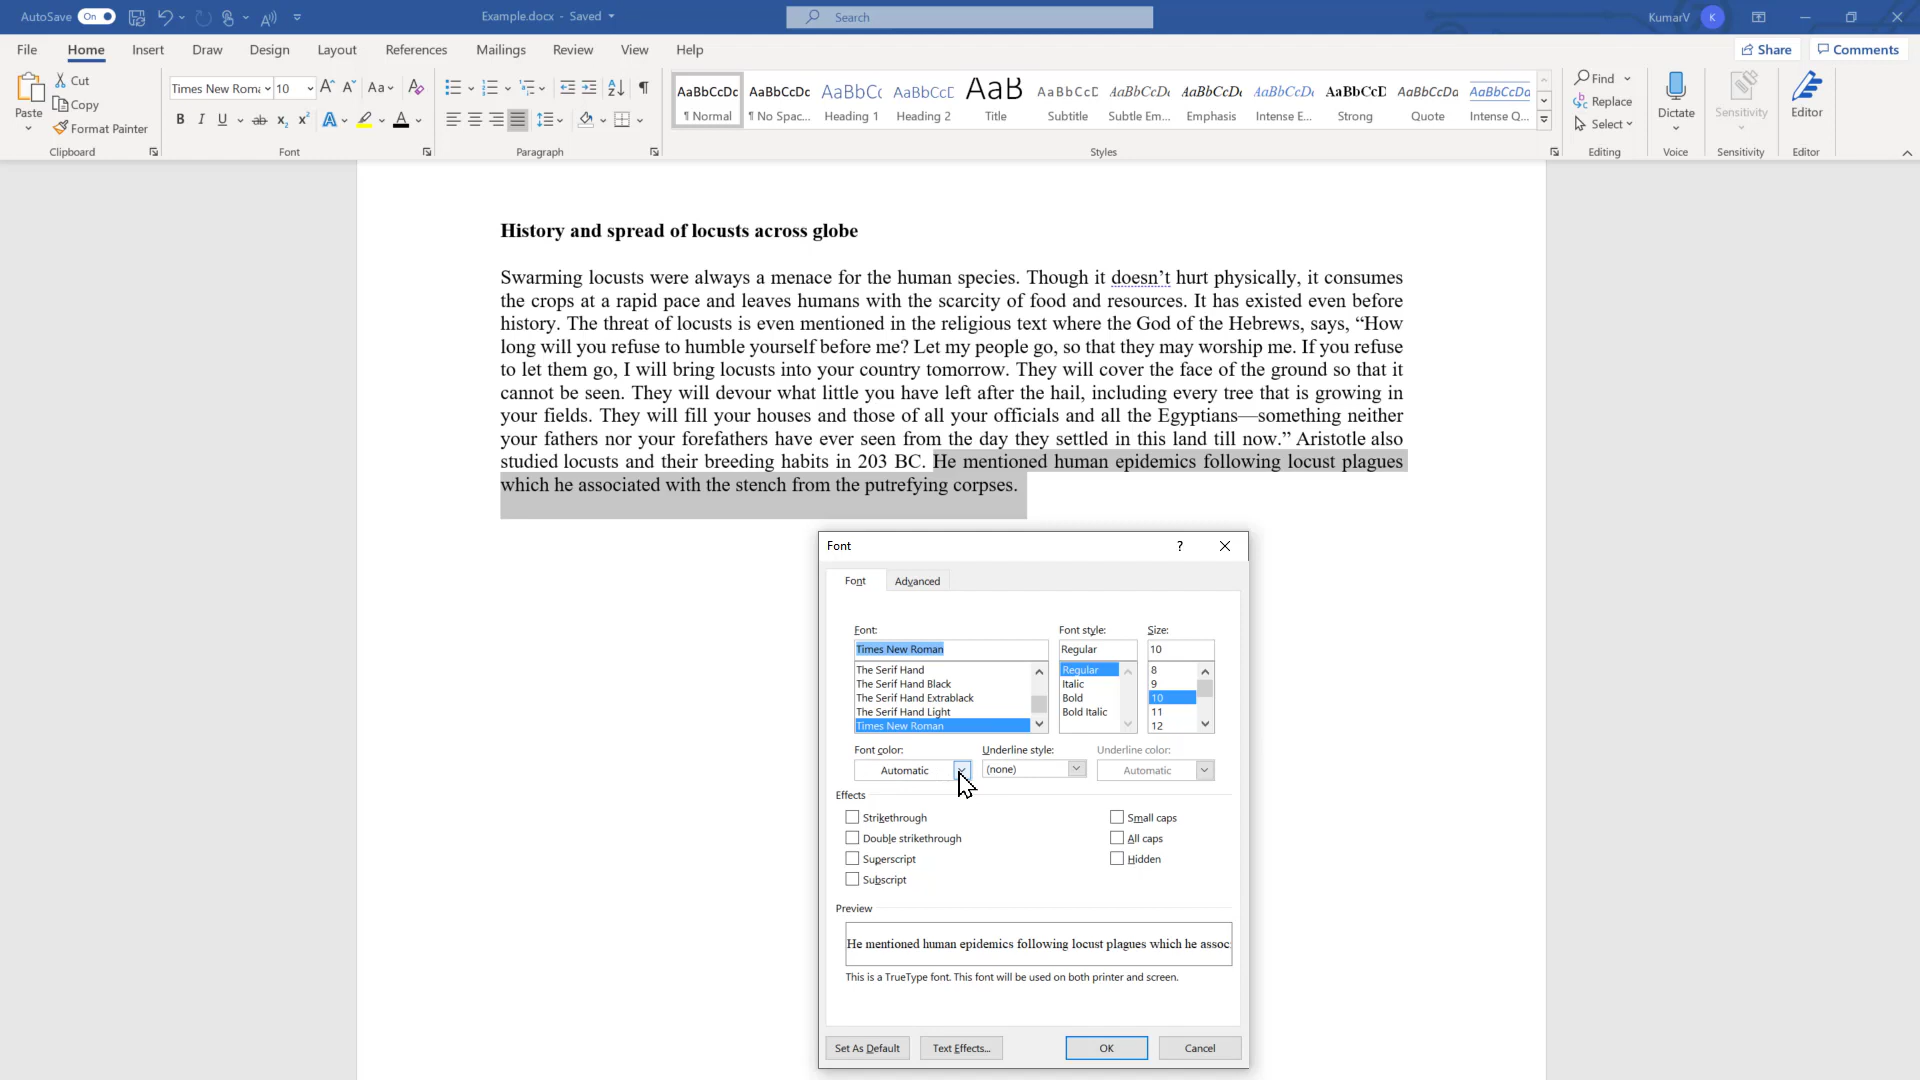 AutoSave On Example.docx - Saved Search KumarV K
File Home Insert Draw Design Layout References Mailings Review View Help Share Comments
Paste Cut Copy Format Painter Clipboard
Times New Roma 10 Aa
B I U ab x₂ x² A A Font
Paragraph
AaBbCcDc ¶ Normal
AaBbCcDc ¶ No Spac...
AaBbCc Heading 1
AaBbCcE Heading 2
AaB Title
AaBbCcD Subtitle
AaBbCcDc Subtle Em...
AaBbCcDc Emphasis
AaBbCcDc Intense E...
AaBbCcD Strong
AaBbCcDc Quote
AaBbCcDc Intense Q...
Styles
Find
Replace
Select
Editing
Dictate
Voice
Sensitivity
Sensitivity
Editor
Editor
History and spread of locusts across globe
Swarming locusts were always a menace for the human species. Though it doesn’t hurt physically, it consumes
the crops at a rapid pace and leaves humans with the scarcity of food and resources. It has existed even before
history. The threat of locusts is even mentioned in the religious text where the God of the Hebrews, says, “How
long will you refuse to humble yourself before me? Let my people go, so that they may worship me. If you refuse
to let them go, I will bring locusts into your country tomorrow. They will cover the face of the ground so that it
cannot be seen. They will devour what little you have left after the hail, including every tree that is growing in
your fields. They will fill your houses and those of all your officials and all the Egyptians—something neither
your fathers nor your forefathers have ever seen from the day they settled in this land till now.” Aristotle also
studied locusts and their breeding habits in 203 BC. He mentioned human epidemics following locust plagues
which he associated with the stench from the putrefying corpses.
Font ?
Font Advanced
Font: Font style: Size:
Times New Roman Regular 10
The Serif Hand Regular 8
The Serif Hand Black Italic 9
The Serif Hand Extrablack Bold 10
The Serif Hand Light Bold Italic 11
Times New Roman 12
Font color: Underline style: Underline color:
Automatic (none) Automatic
Effects
Strikethrough Small caps
Double strikethrough All caps
Superscript Hidden
Subscript
Preview
He mentioned human epidemics following locust plagues which he assoc
This is a TrueType font. This font will be used on both printer and screen.
Set As Default Text Effects... OK Cancel